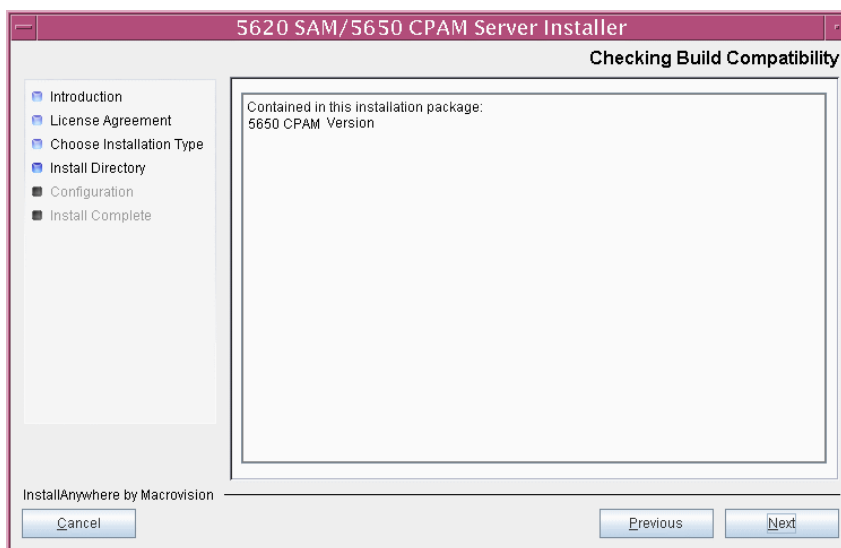 5620 SAM/5650 CPAM Server Installer
Checking Build Compatibility
Introduction
License Agreement
Choose Installation Type
Install Directory
Configuration
Install Complete
Contained in this installation package:
5650 CPAM Version
InstallAnywhere by Macrovision
Cancel
Previous
Next